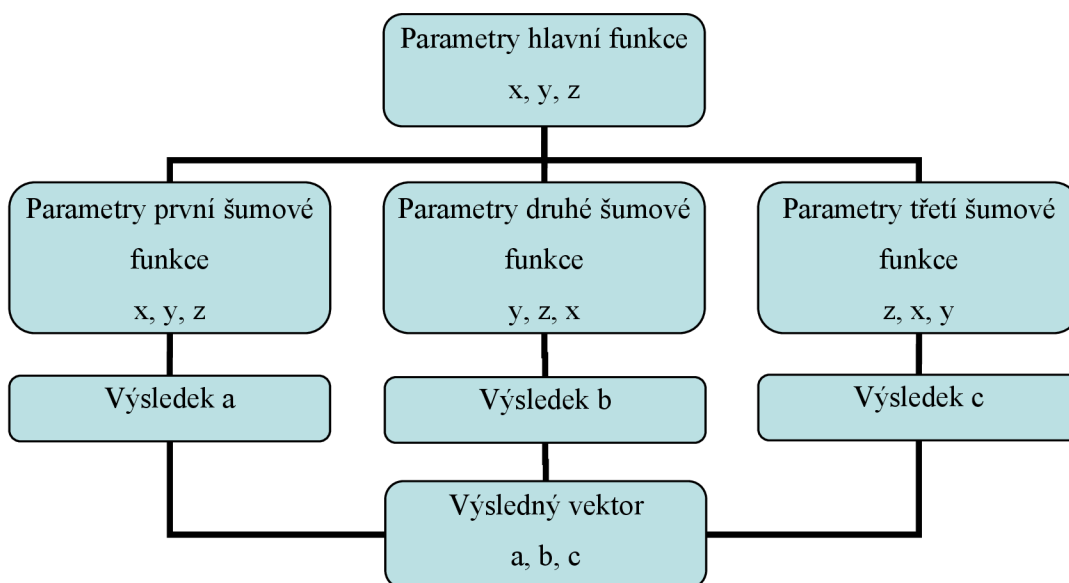 Parametry hlavní funkce
x, y, z
Parametry první šumové
funkce
x, y, z
Parametry druhé šumové
funkce
y, z, x
Parametry třetí šumové
funkce
z, x, y
Výsledek a
Výsledek b
Výsledek c
Výsledný vektor
a, b, c